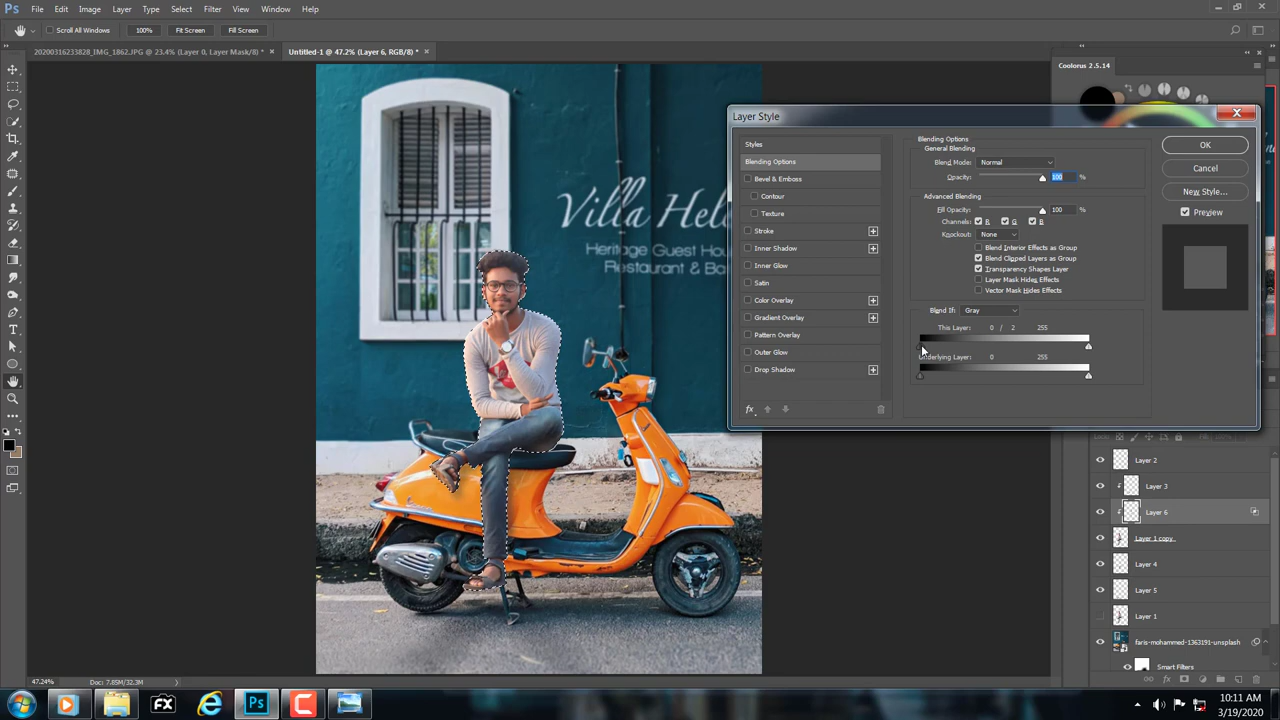 Ps File Edit Image Layer Type Select Filter View Window Help
Scroll All Windows 100% Fit Screen Fill Screen
20200316233828_IMG_1862.JPG @ 23.4% (Layer 0, Layer Mask/8) * × Untitled-1 @ 47.2% (Layer 6, RGB/8) * ×
Coolorus 2.5.14
Layer Style
Styles
Blending Options
Bevel & Emboss
Contour
Texture
Stroke
Inner Shadow
Inner Glow
Satin
Color Overlay
Gradient Overlay
Pattern Overlay
Outer Glow
Drop Shadow
fx
Blending Options
General Blending
Blend Mode: Normal
Opacity: 100 %
Advanced Blending
Fill Opacity: 100 %
Channels: R G B
Knockout: None
Blend Interior Effects as Group
Blend Clipped Layers as Group
Transparency Shapes Layer
Layer Mask Hides Effects
Vector Mask Hides Effects
Blend If: Gray
This Layer: 0 / 2 255
Underlying Layer: 0 255
OK
Cancel
New Style...
Preview
Villa Hel
Heritage Guest Hou
Restaurant & Ba
Layer 2
Layer 3
Layer 6
Layer 1 copy
Layer 4
Layer 5
Layer 1
faris-mohammed-1363191-unsplash
Smart Filters
47.24% Doc: 7.85M/32.3M
FX Ps
10:11 AM
3/19/2020